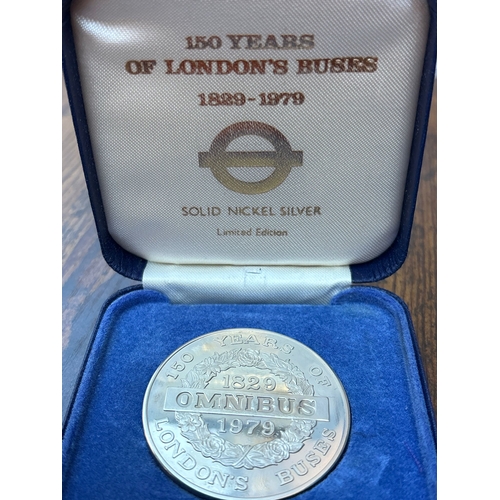 150 YEARS
OF LONDON'S BUSES
1829-1979
SOLID NICKEL SILVER
Limited Edition
150 YEARS OF
1829
OMNIBUS
1979
LONDON'S BUSES